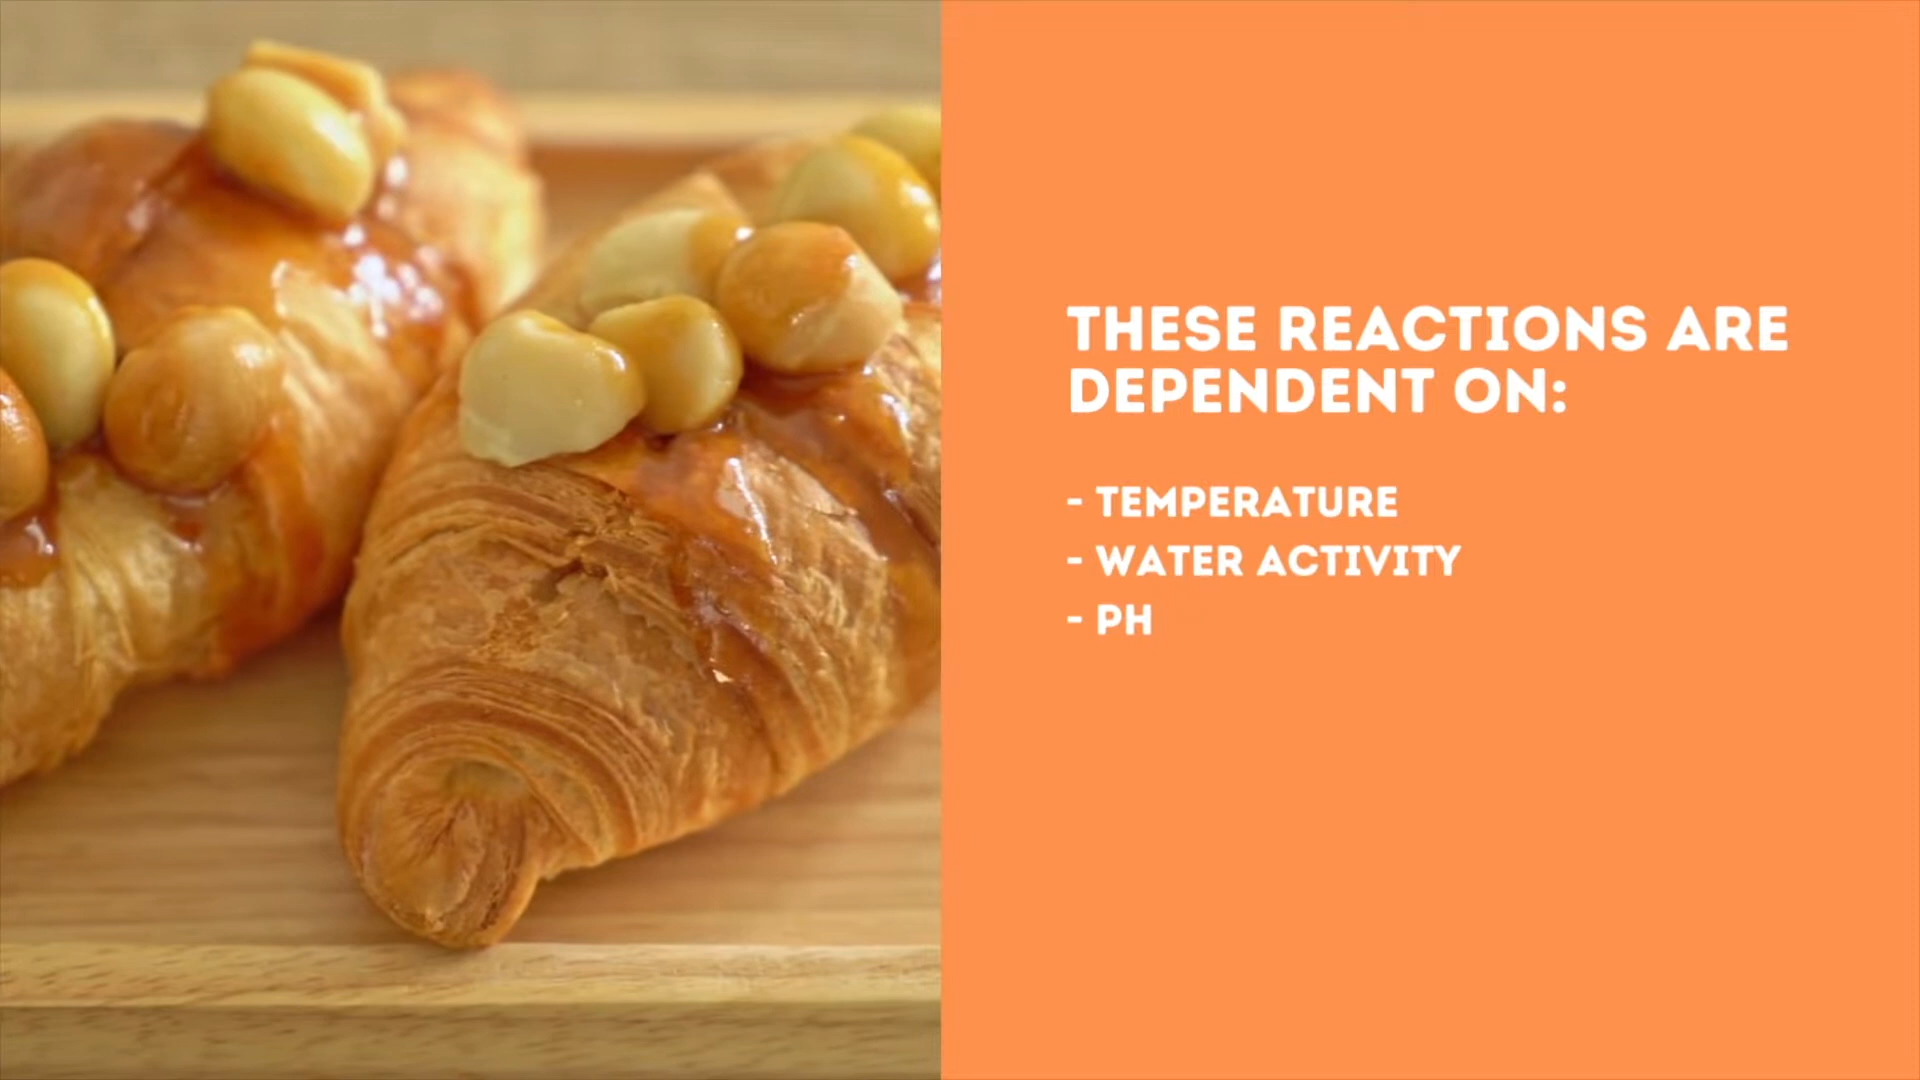 THESE REACTIONS ARE
DEPENDENT ON:
- TEMPERATURE
- WATER ACTIVITY
- PH